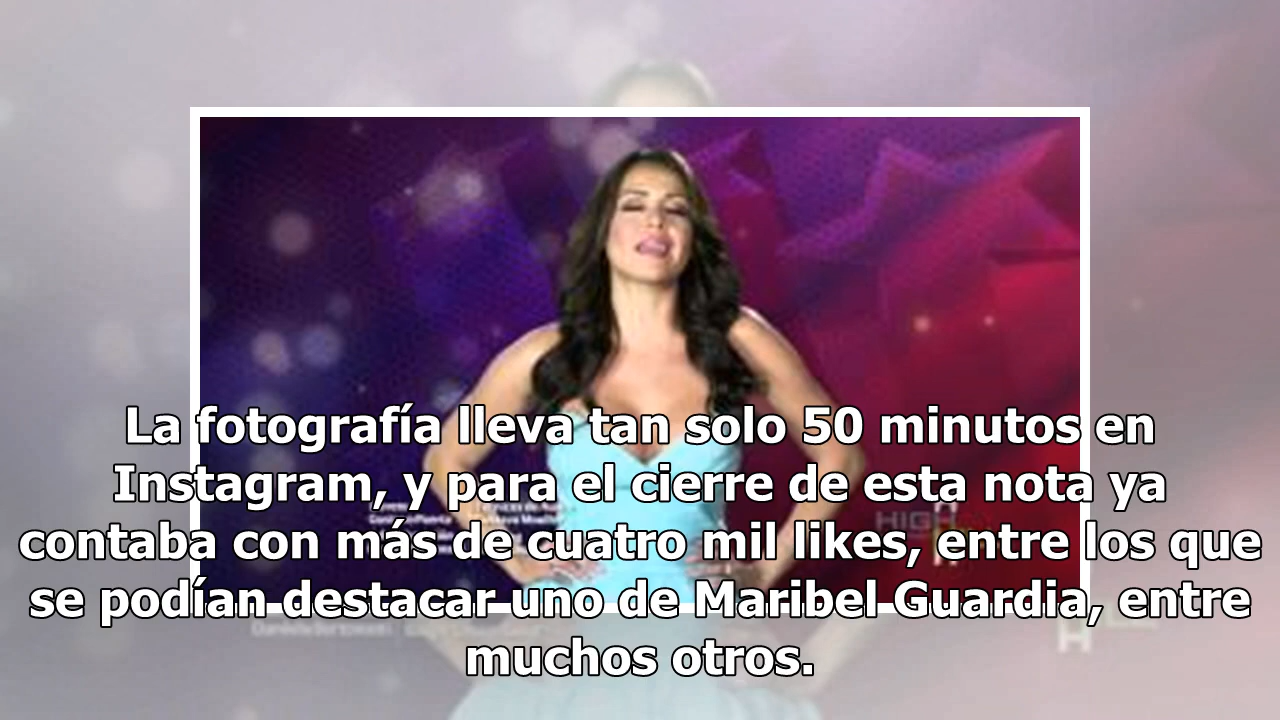 La fotografía lleva tan solo 50 minutos en
Instagram, y para el cierre de esta nota ya
contaba con más de cuatro mil likes, entre los que
se podían destacar uno de Maribel Guardia, entre
muchos otros.
HIGH